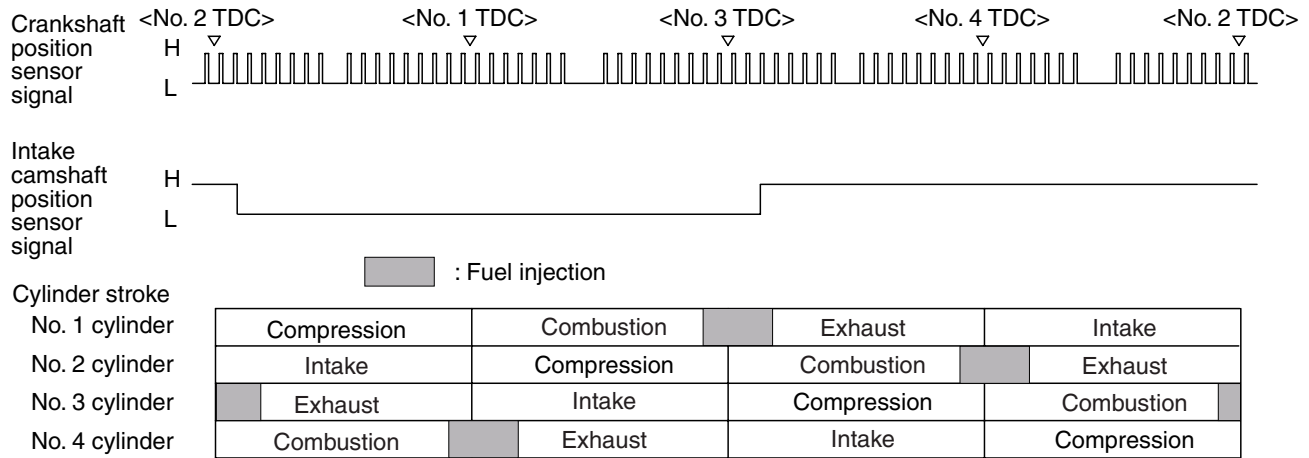 Crankshaft position sensor signal
<No. 2 TDC> <No. 1 TDC> <No. 3 TDC> <No. 4 TDC> <No. 2 TDC>
H
L
Intake camshaft position sensor signal
H
L
: Fuel injection
Cylinder stroke
No. 1 cylinder Compression Combustion Exhaust Intake
No. 2 cylinder Intake Compression Combustion Exhaust
No. 3 cylinder Exhaust Intake Compression Combustion
No. 4 cylinder Combustion Exhaust Intake Compression